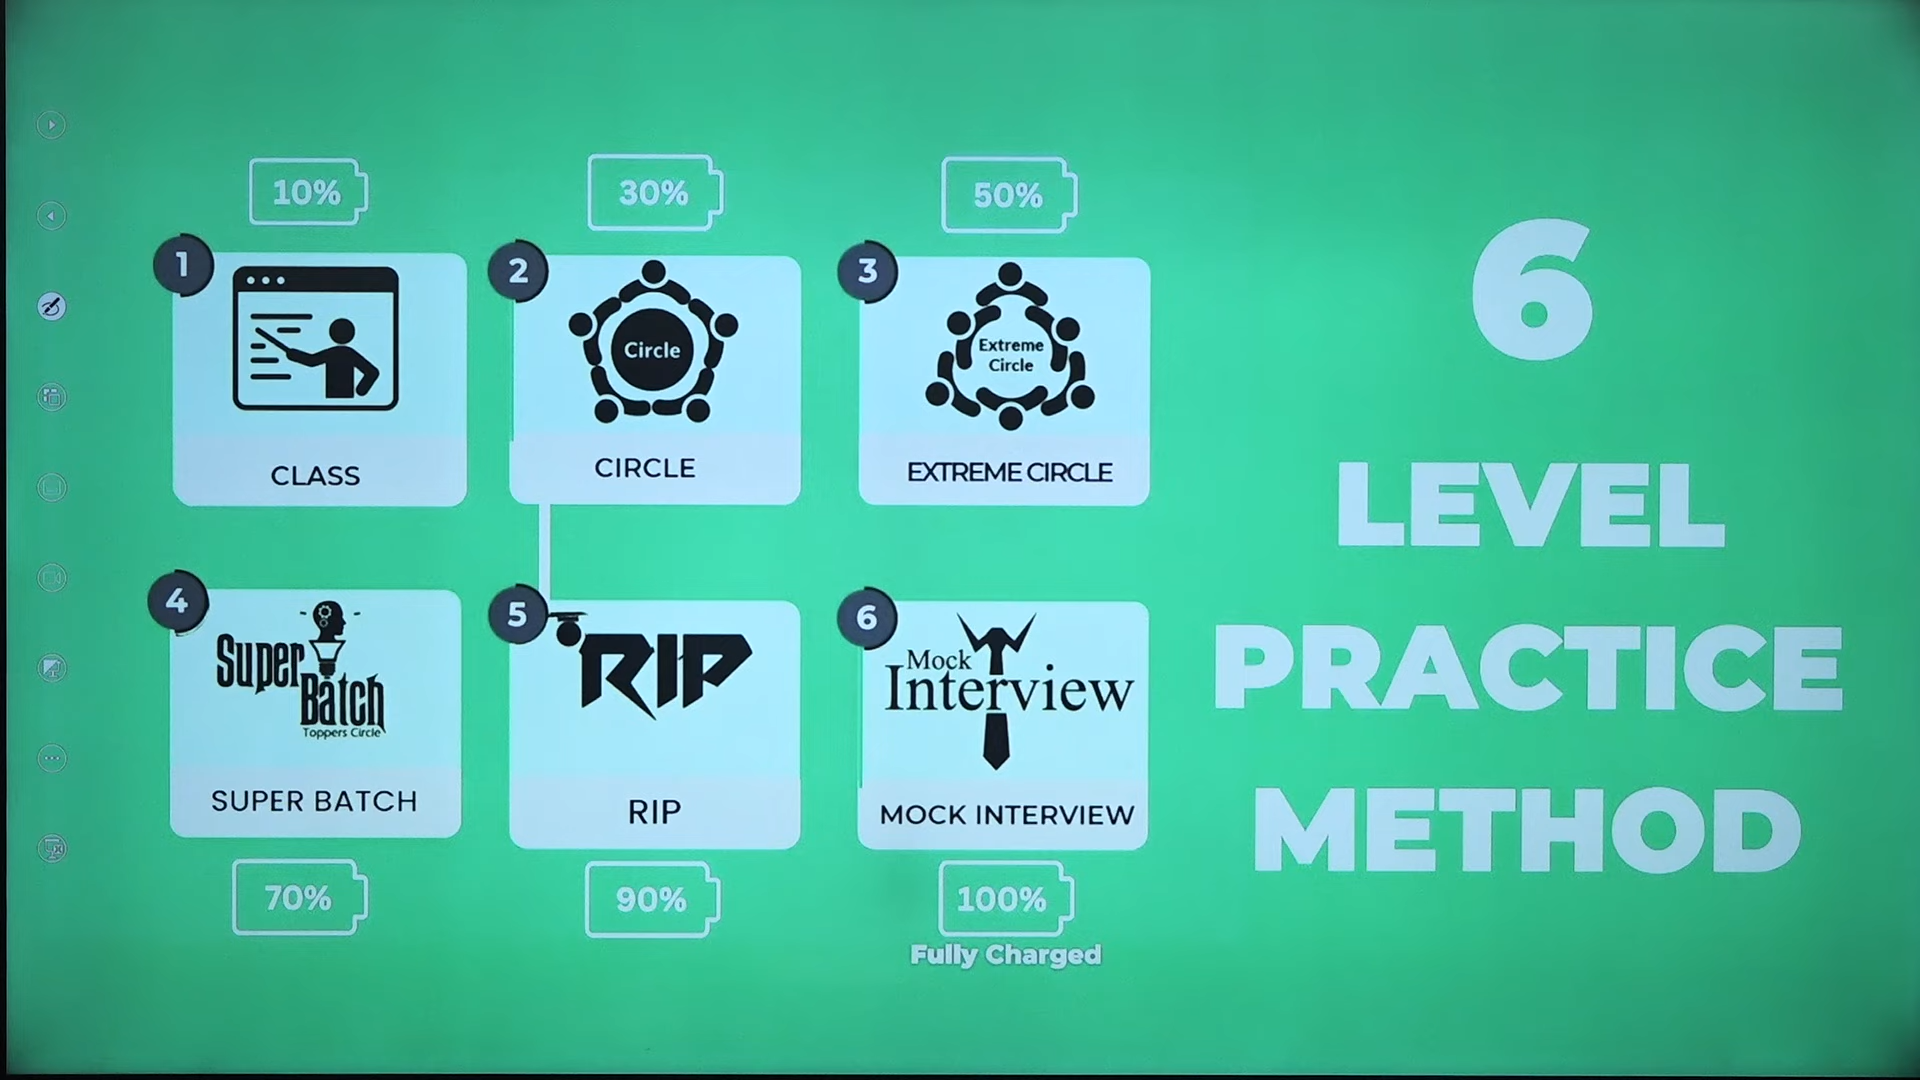 10%
30%
50%
1
2
3
Circle
Extreme
Circle
CLASS
CIRCLE
EXTREME CIRCLE
4
5
6
Super
Batch
Toppers Circle
RIP
Mock
Interview
SUPER BATCH
RIP
MOCK INTERVIEW
70%
90%
100%
Fully Charged
6
LEVEL
PRACTICE
METHOD